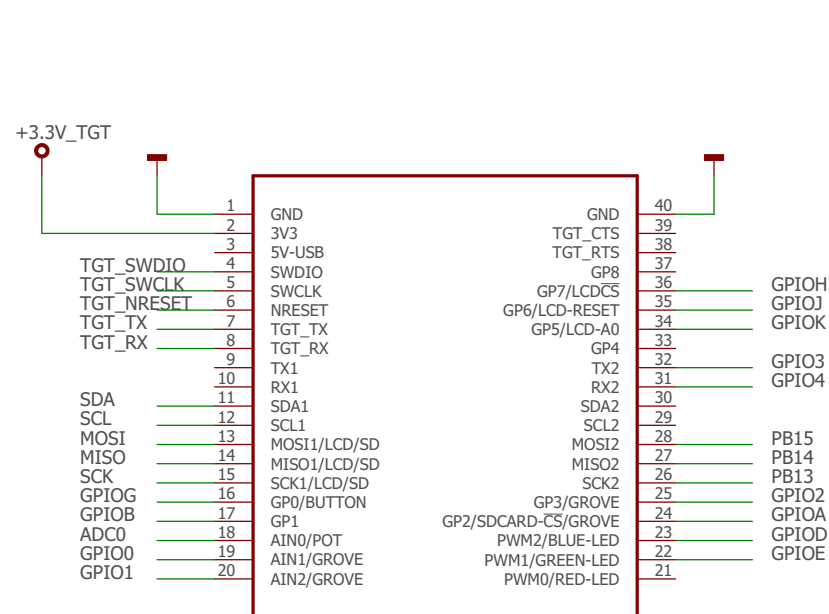 +3.3V_TGT
1 GND GND 40
2 3V3 TGT_CTS 39
3 5V-USB TGT_RTS 38
TGT_SWDIO 4 SWDIO GP8 37
TGT_SWCLK 5 SWCLK GP7/LCDCS 36 GPIOH
TGT_NRESET 6 NRESET GP6/LCD-RESET 35 GPIOJ
TGT_TX 7 TGT_TX GP5/LCD-A0 34 GPIOK
TGT_RX 8 TGT_RX GP4 33
9 TX1 TX2 32 GPIO3
10 RX1 RX2 31 GPIO4
SDA 11 SDA1 SDA2 30
SCL 12 SCL1 SCL2 29
MOSI 13 MOSI1/LCD/SD MOSI2 28 PB15
MISO 14 MISO1/LCD/SD MISO2 27 PB14
SCK 15 SCK1/LCD/SD SCK2 26 PB13
GPIOG 16 GP0/BUTTON GP3/GROVE 25 GPIO2
GPIOB 17 GP1 GP2/SDCARD-CS/GROVE 24 GPIOA
ADC0 18 AIN0/POT PWM2/BLUE-LED 23 GPIOD
GPIO0 19 AIN1/GROVE PWM1/GREEN-LED 22 GPIOE
GPIO1 20 AIN2/GROVE PWM0/RED-LED 21